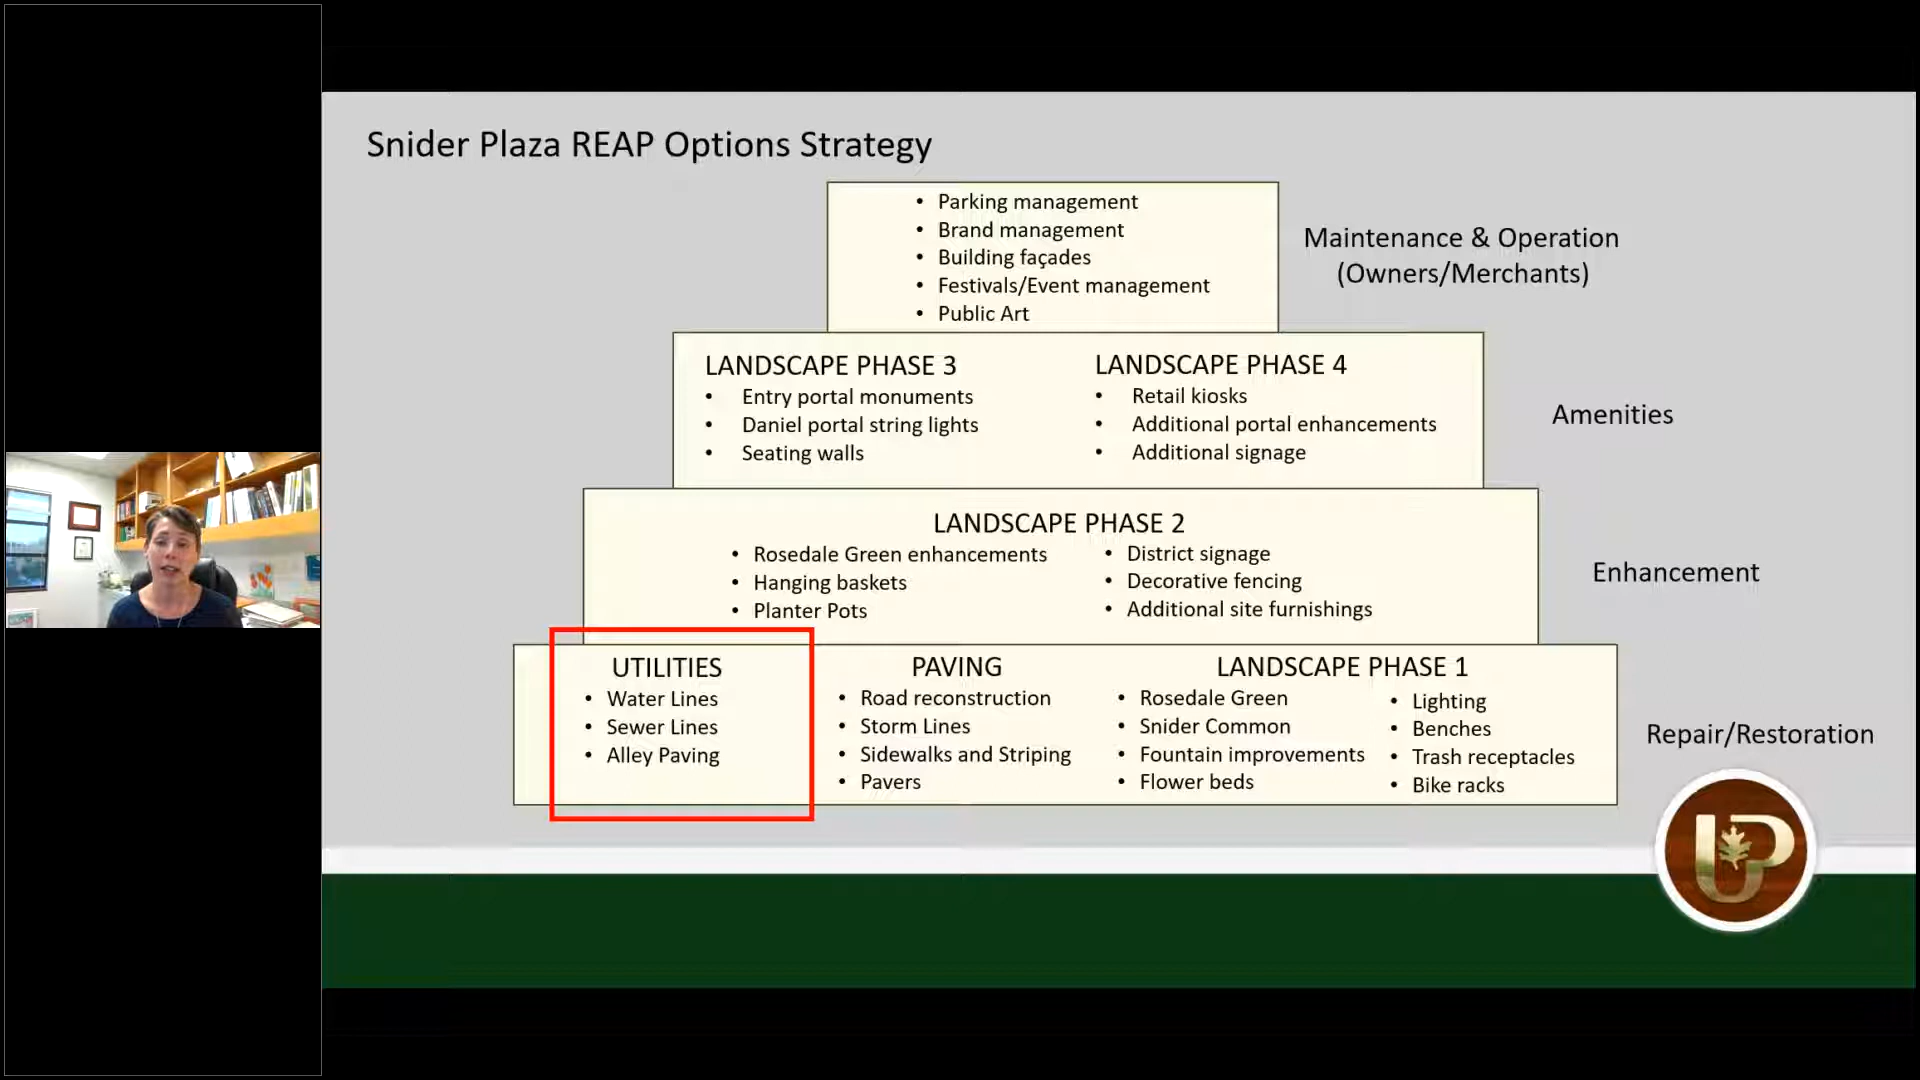 Snider Plaza REAP Options Strategy
• Parking management
• Brand management
• Building façades
• Festivals/Event management
• Public Art
Maintenance & Operation
(Owners/Merchants)
LANDSCAPE PHASE 3
• Entry portal monuments
• Daniel portal string lights
• Seating walls
LANDSCAPE PHASE 4
• Retail kiosks
• Additional portal enhancements
• Additional signage
Amenities
LANDSCAPE PHASE 2
• Rosedale Green enhancements
• Hanging baskets
• Planter Pots
• District signage
• Decorative fencing
• Additional site furnishings
Enhancement
UTILITIES
• Water Lines
• Sewer Lines
• Alley Paving
PAVING
• Road reconstruction
• Storm Lines
• Sidewalks and Striping
• Pavers
LANDSCAPE PHASE 1
• Rosedale Green
• Snider Common
• Fountain improvements
• Flower beds
• Lighting
• Benches
• Trash receptacles
• Bike racks
Repair/Restoration
UP